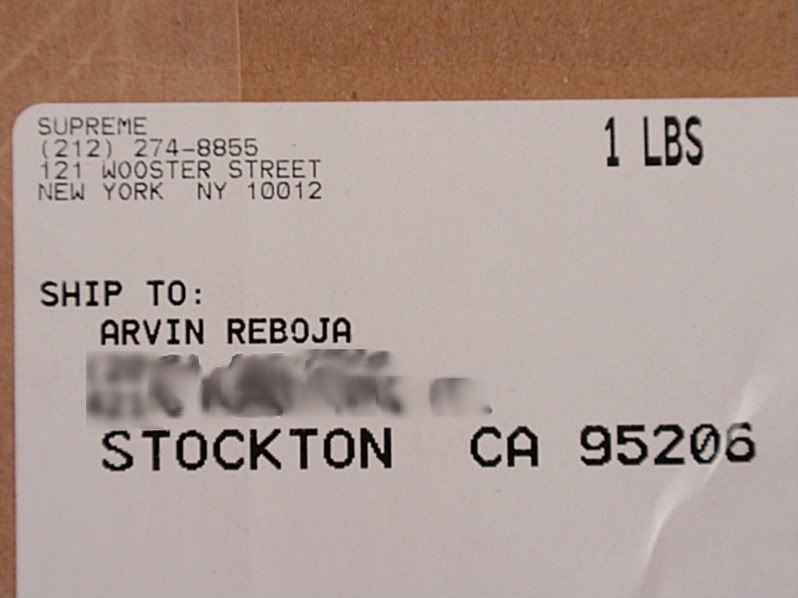 SUPREME
(212) 274-8855
121 WOOSTER STREET
NEW YORK NY 10012
1 LBS
SHIP TO:
ARVIN REBOJA
STOCKTON CA 95206